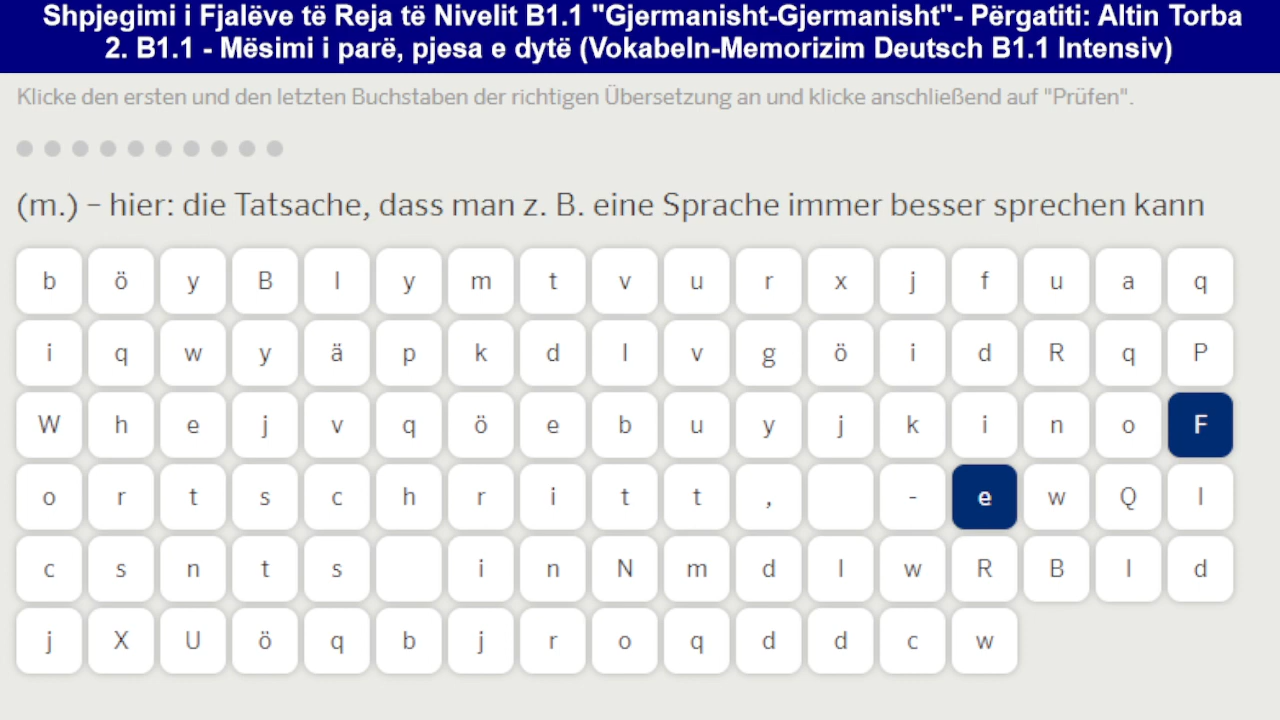 Shpjegimi i Fjalëve të Reja të Nivelit B1.1 "Gjermanisht-Gjermanisht"- Përgatiti: Altin Torba
2. B1.1 - Mësimi i parë, pjesa e dytë (Vokabeln-Memorizim Deutsch B1.1 Intensiv)
Klicke den ersten und den letzten Buchstaben der richtigen Übersetzung an und klicke anschließend auf "Prüfen".
(m.) – hier: die Tatsache, dass man z. B. eine Sprache immer besser sprechen kann
b ö y B l y m t v u r x j f u a q
i q w y ä p k d l v g ö i d R q P
W h e j v q ö e b u y j k i n o F
o r t s c h r i t t , - e w Q l
c s n t s i n N m d l w R B l d
j X U ö q b j r o q d d c w